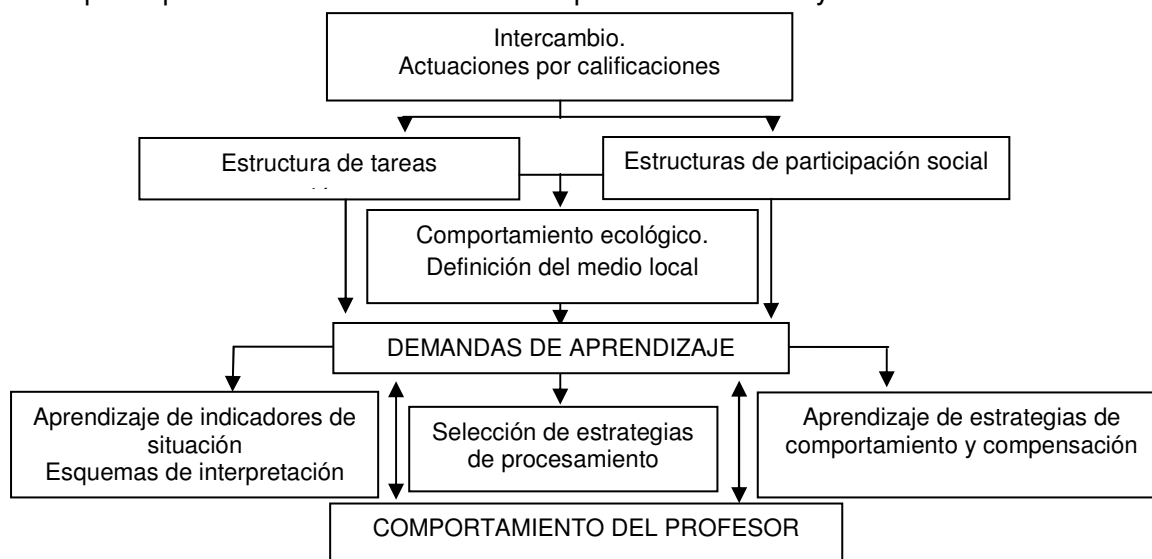 Intercambio.
Actuaciones por calificaciones
Estructura de tareas
Estructuras de participación social
Comportamiento ecológico.
Definición del medio local
DEMANDAS DE APRENDIZAJE
Aprendizaje de indicadores de
situación
Esquemas de interpretación
Selección de estrategias
de procesamiento
Aprendizaje de estrategias de
comportamiento y compensación
COMPORTAMIENTO DEL PROFESOR